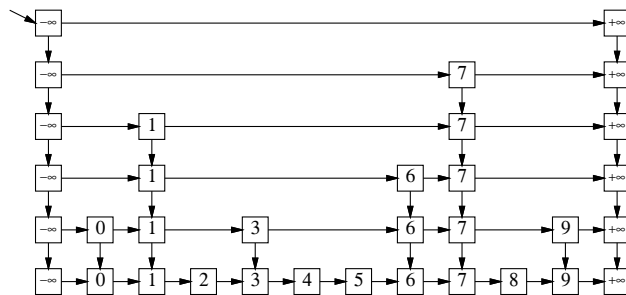 −∞ +∞
−∞ 7 +∞
−∞ 1 7 +∞
−∞ 1 6 7 +∞
−∞ 0 1 3 6 7 9 +∞
−∞ 0 1 2 3 4 5 6 7 8 9 +∞